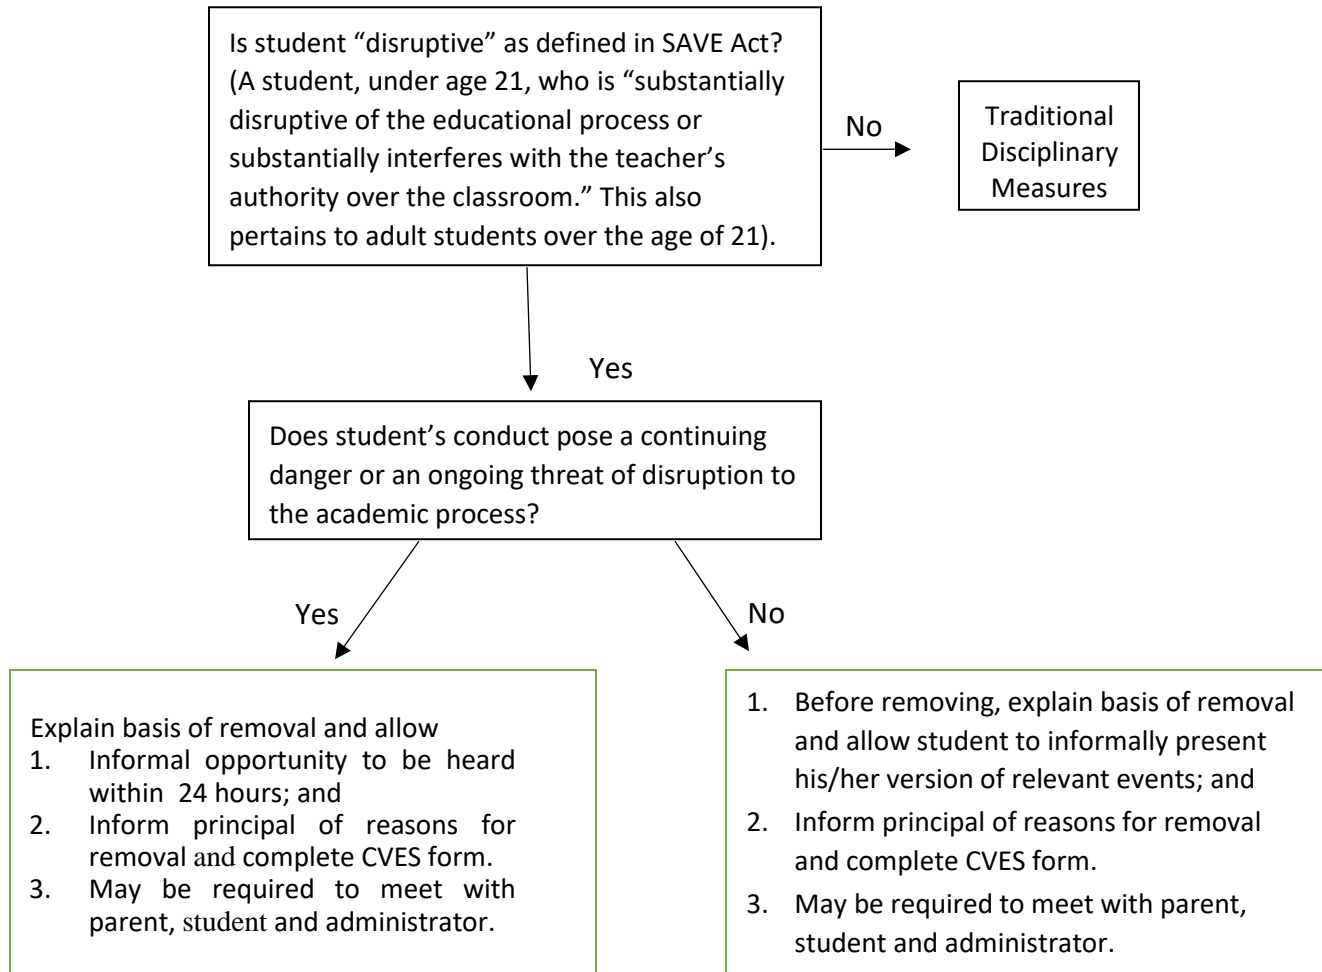 Is student “disruptive” as defined in SAVE Act?
(A student, under age 21, who is “substantially
disruptive of the educational process or
substantially interferes with the teacher’s
authority over the classroom.” This also
pertains to adult students over the age of 21).
No
Traditional
Disciplinary
Measures
Yes
Does student’s conduct pose a continuing
danger or an ongoing threat of disruption to
the academic process?
Yes
No
Explain basis of removal and allow
1. Informal opportunity to be heard
within 24 hours; and
2. Inform principal of reasons for
removal and complete CVES form.
3. May be required to meet with
parent, student and administrator.
1. Before removing, explain basis of removal
and allow student to informally present
his/her version of relevant events; and
2. Inform principal of reasons for removal
and complete CVES form.
3. May be required to meet with parent,
student and administrator.